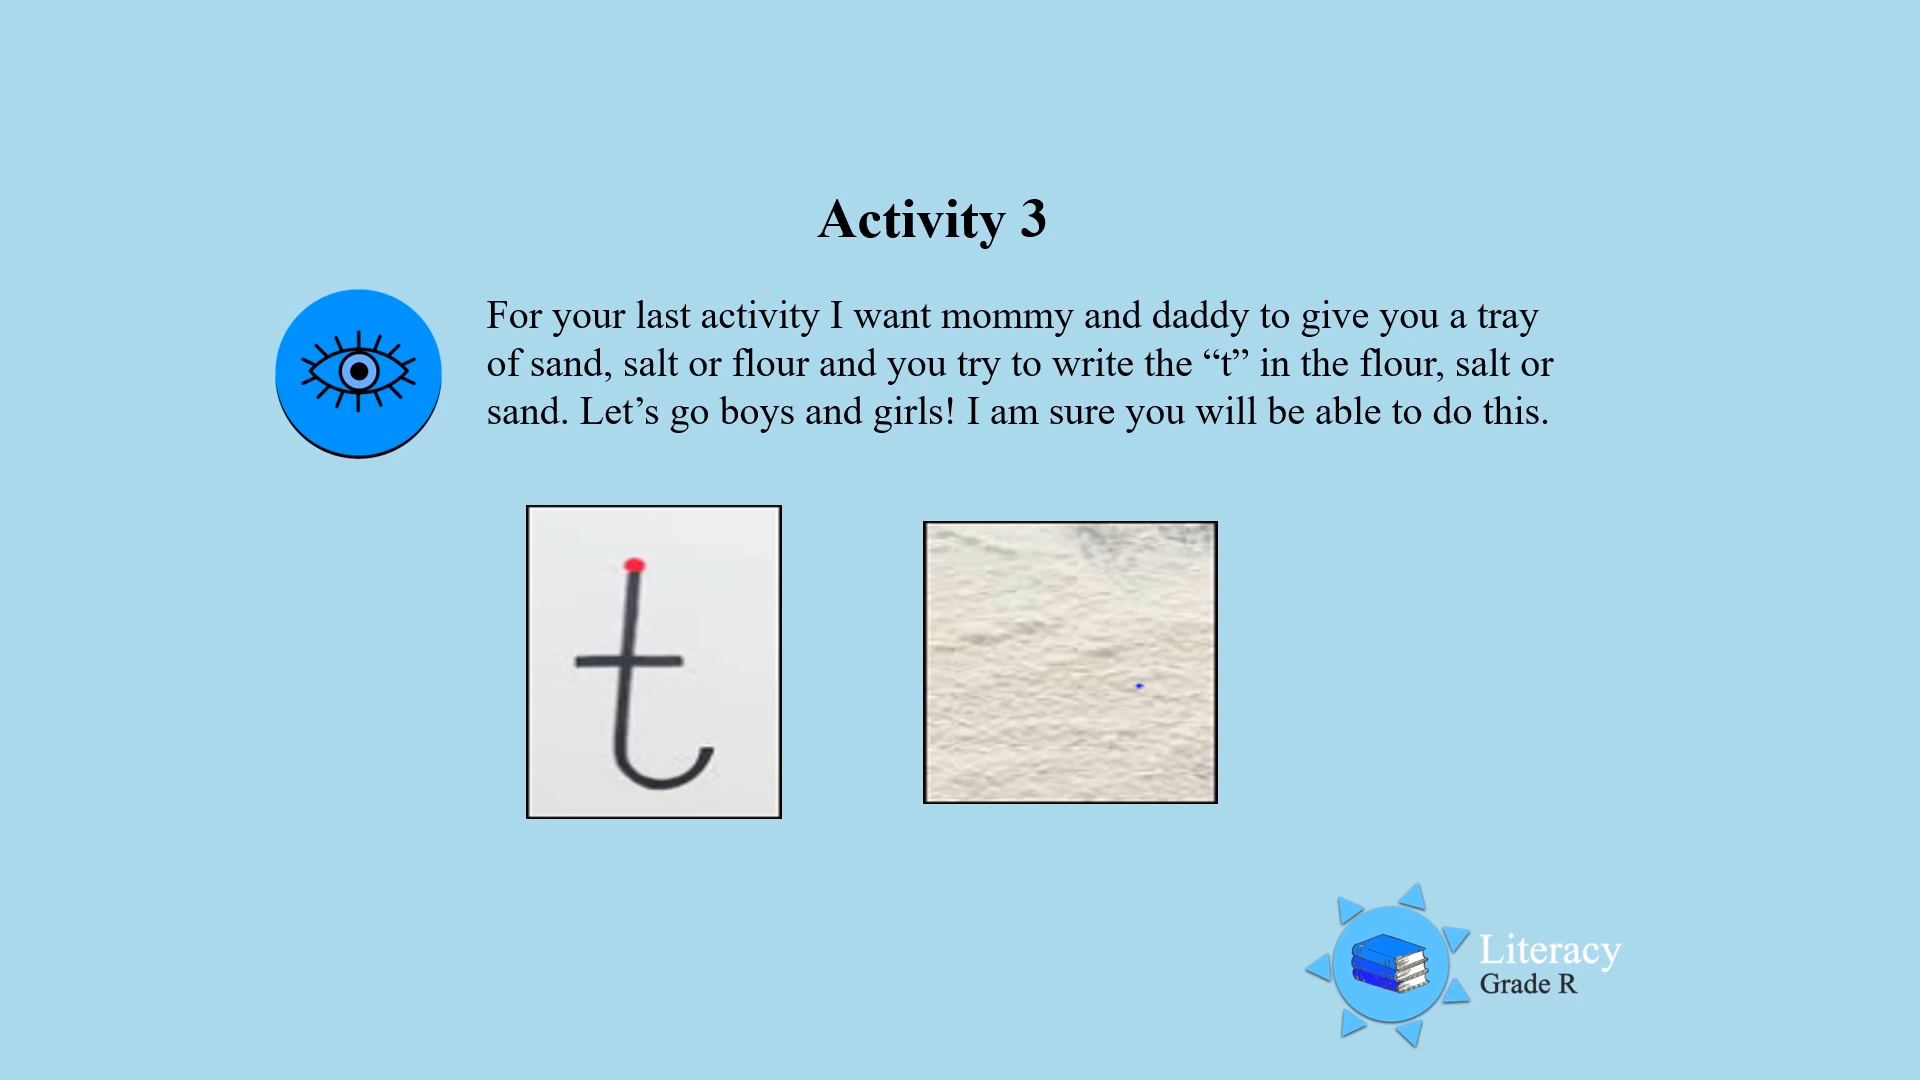 Activity 3
For your last activity I want mommy and daddy to give you a tray
of sand, salt or flour and you try to write the “t” in the flour, salt or
sand. Let’s go boys and girls! I am sure you will be able to do this.
t
Literacy
Grade R